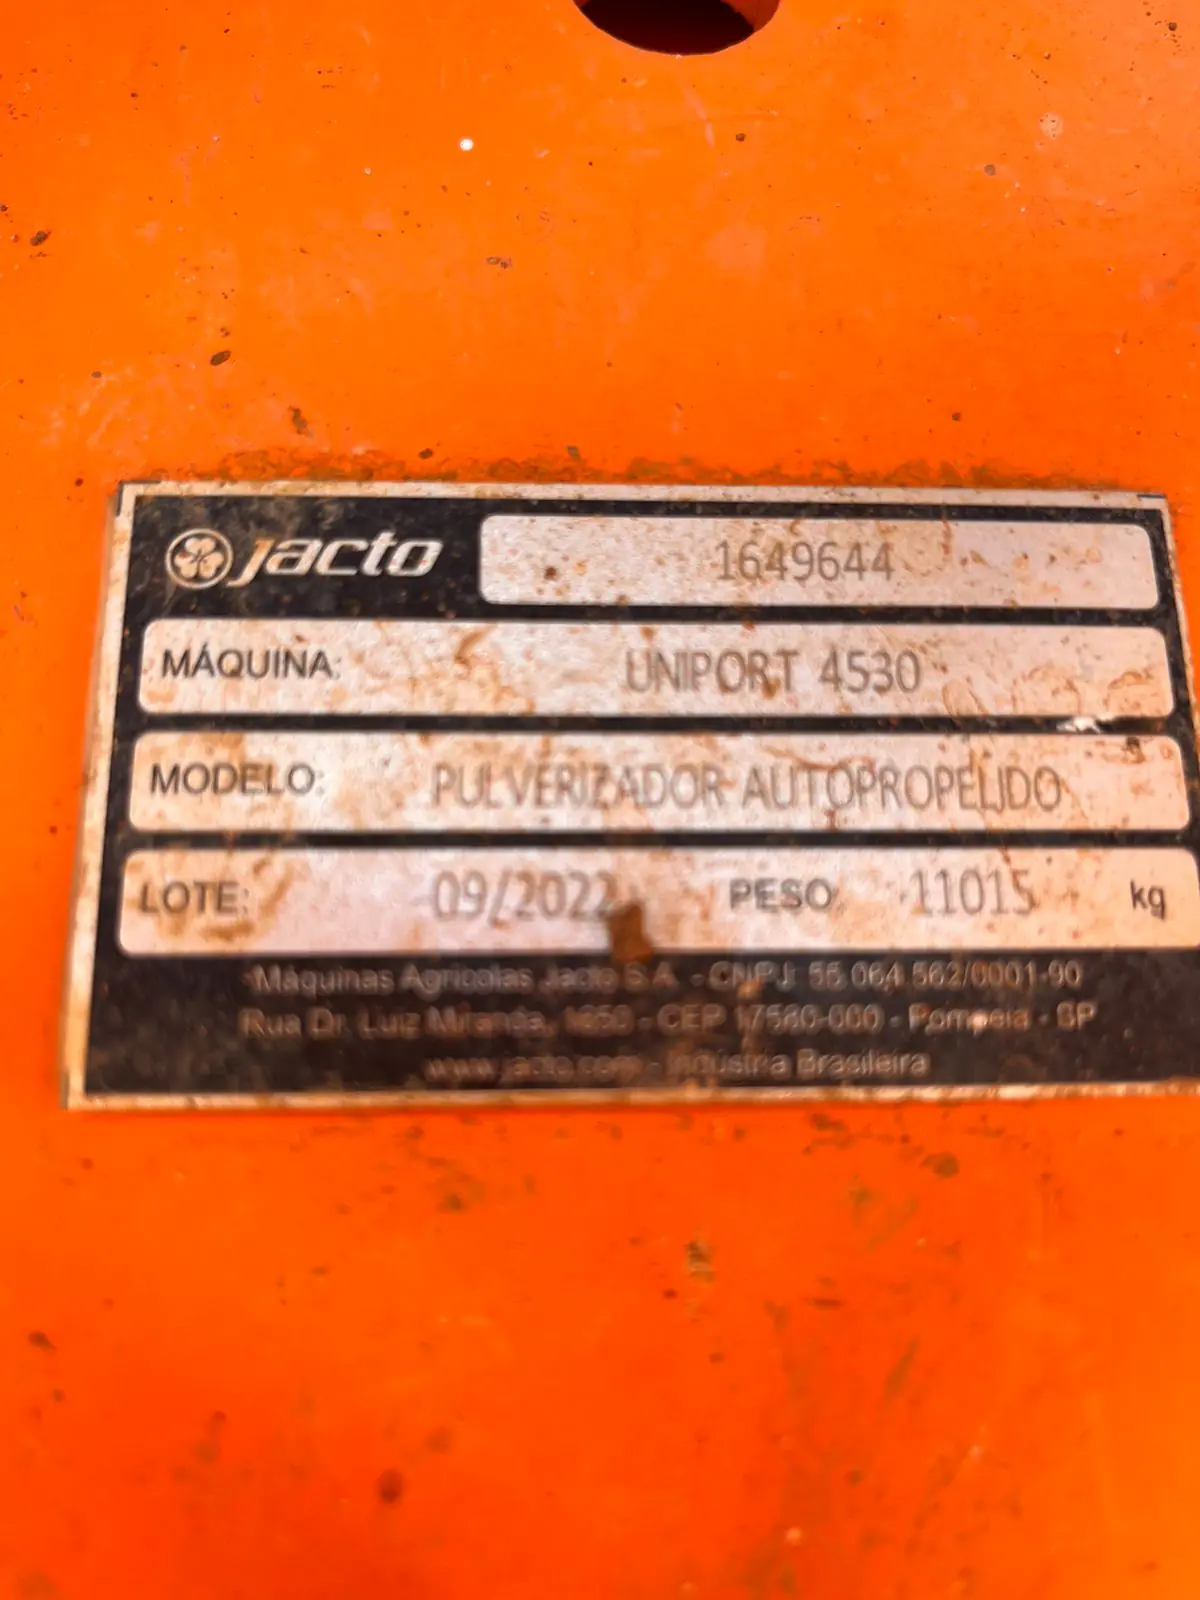 Jacto 1649644
MÁQUINA: UNIPORT 4530
MODELO: PULVERIZADOR AUTOPROPELIDO
LOTE: 09/2022 PESO: 11015 kg
Máquinas Agrícolas Jacto S.A. - CNPJ: 55.064.562/0001-90
Rua Dr. Luiz Miranda, 1650 - CEP 17580-000 - Pompeia - SP
www.jacto.com - Indústria Brasileira